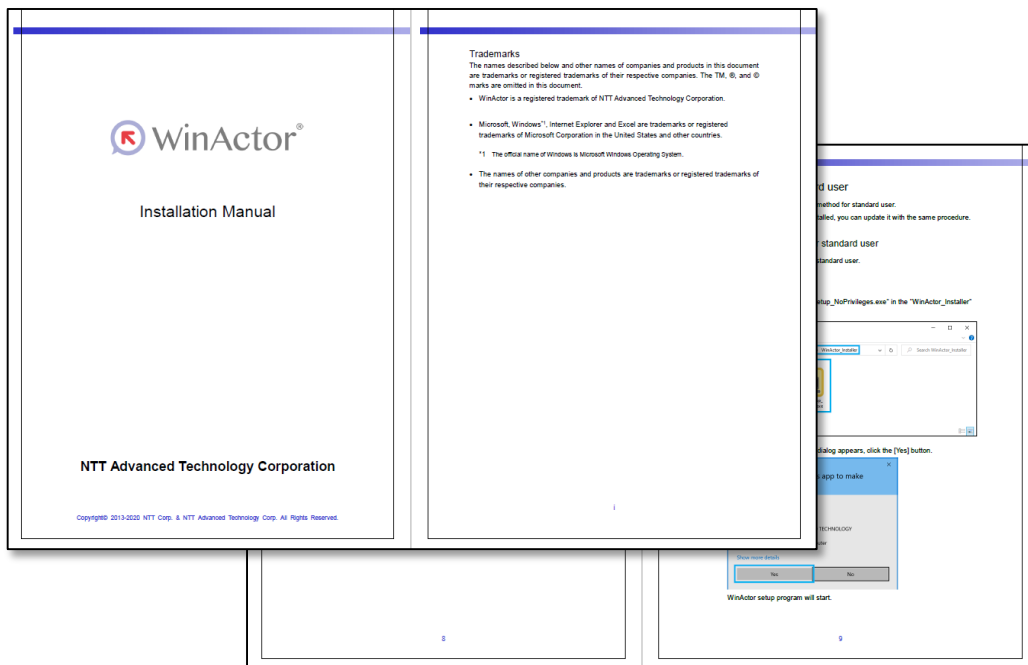 WinActor®
Installation Manual
NTT Advanced Technology Corporation
Copyright© 2013-2020 NTT Corp. & NTT Advanced Technology Corp. All Rights Reserved.
Trademarks
The names described below and other names of companies and products in this document
are trademarks or registered trademarks of their respective companies. The TM, ®, and ©
marks are omitted in this document.
• WinActor is a registered trademark of NTT Advanced Technology Corporation.
• Microsoft, Windows*1, Internet Explorer and Excel are trademarks or registered
trademarks of Microsoft Corporation in the United States and other countries.
*1 The official name of Windows is Microsoft Windows Operating System.
• The names of other companies and products are trademarks or registered trademarks of
their respective companies.
i
8
rd user
method for standard user.
talled, you can update it with the same procedure.
r standard user
standard user.
etup_NoPrivileges.exe" in the "WinActor_Installer"
WinActor_Installer
Search WinActor_Installer
dialog appears, click the [Yes] button.
s app to make
TECHNOLOGY
Show more details
Yes
No
WinActor setup program will start.
9